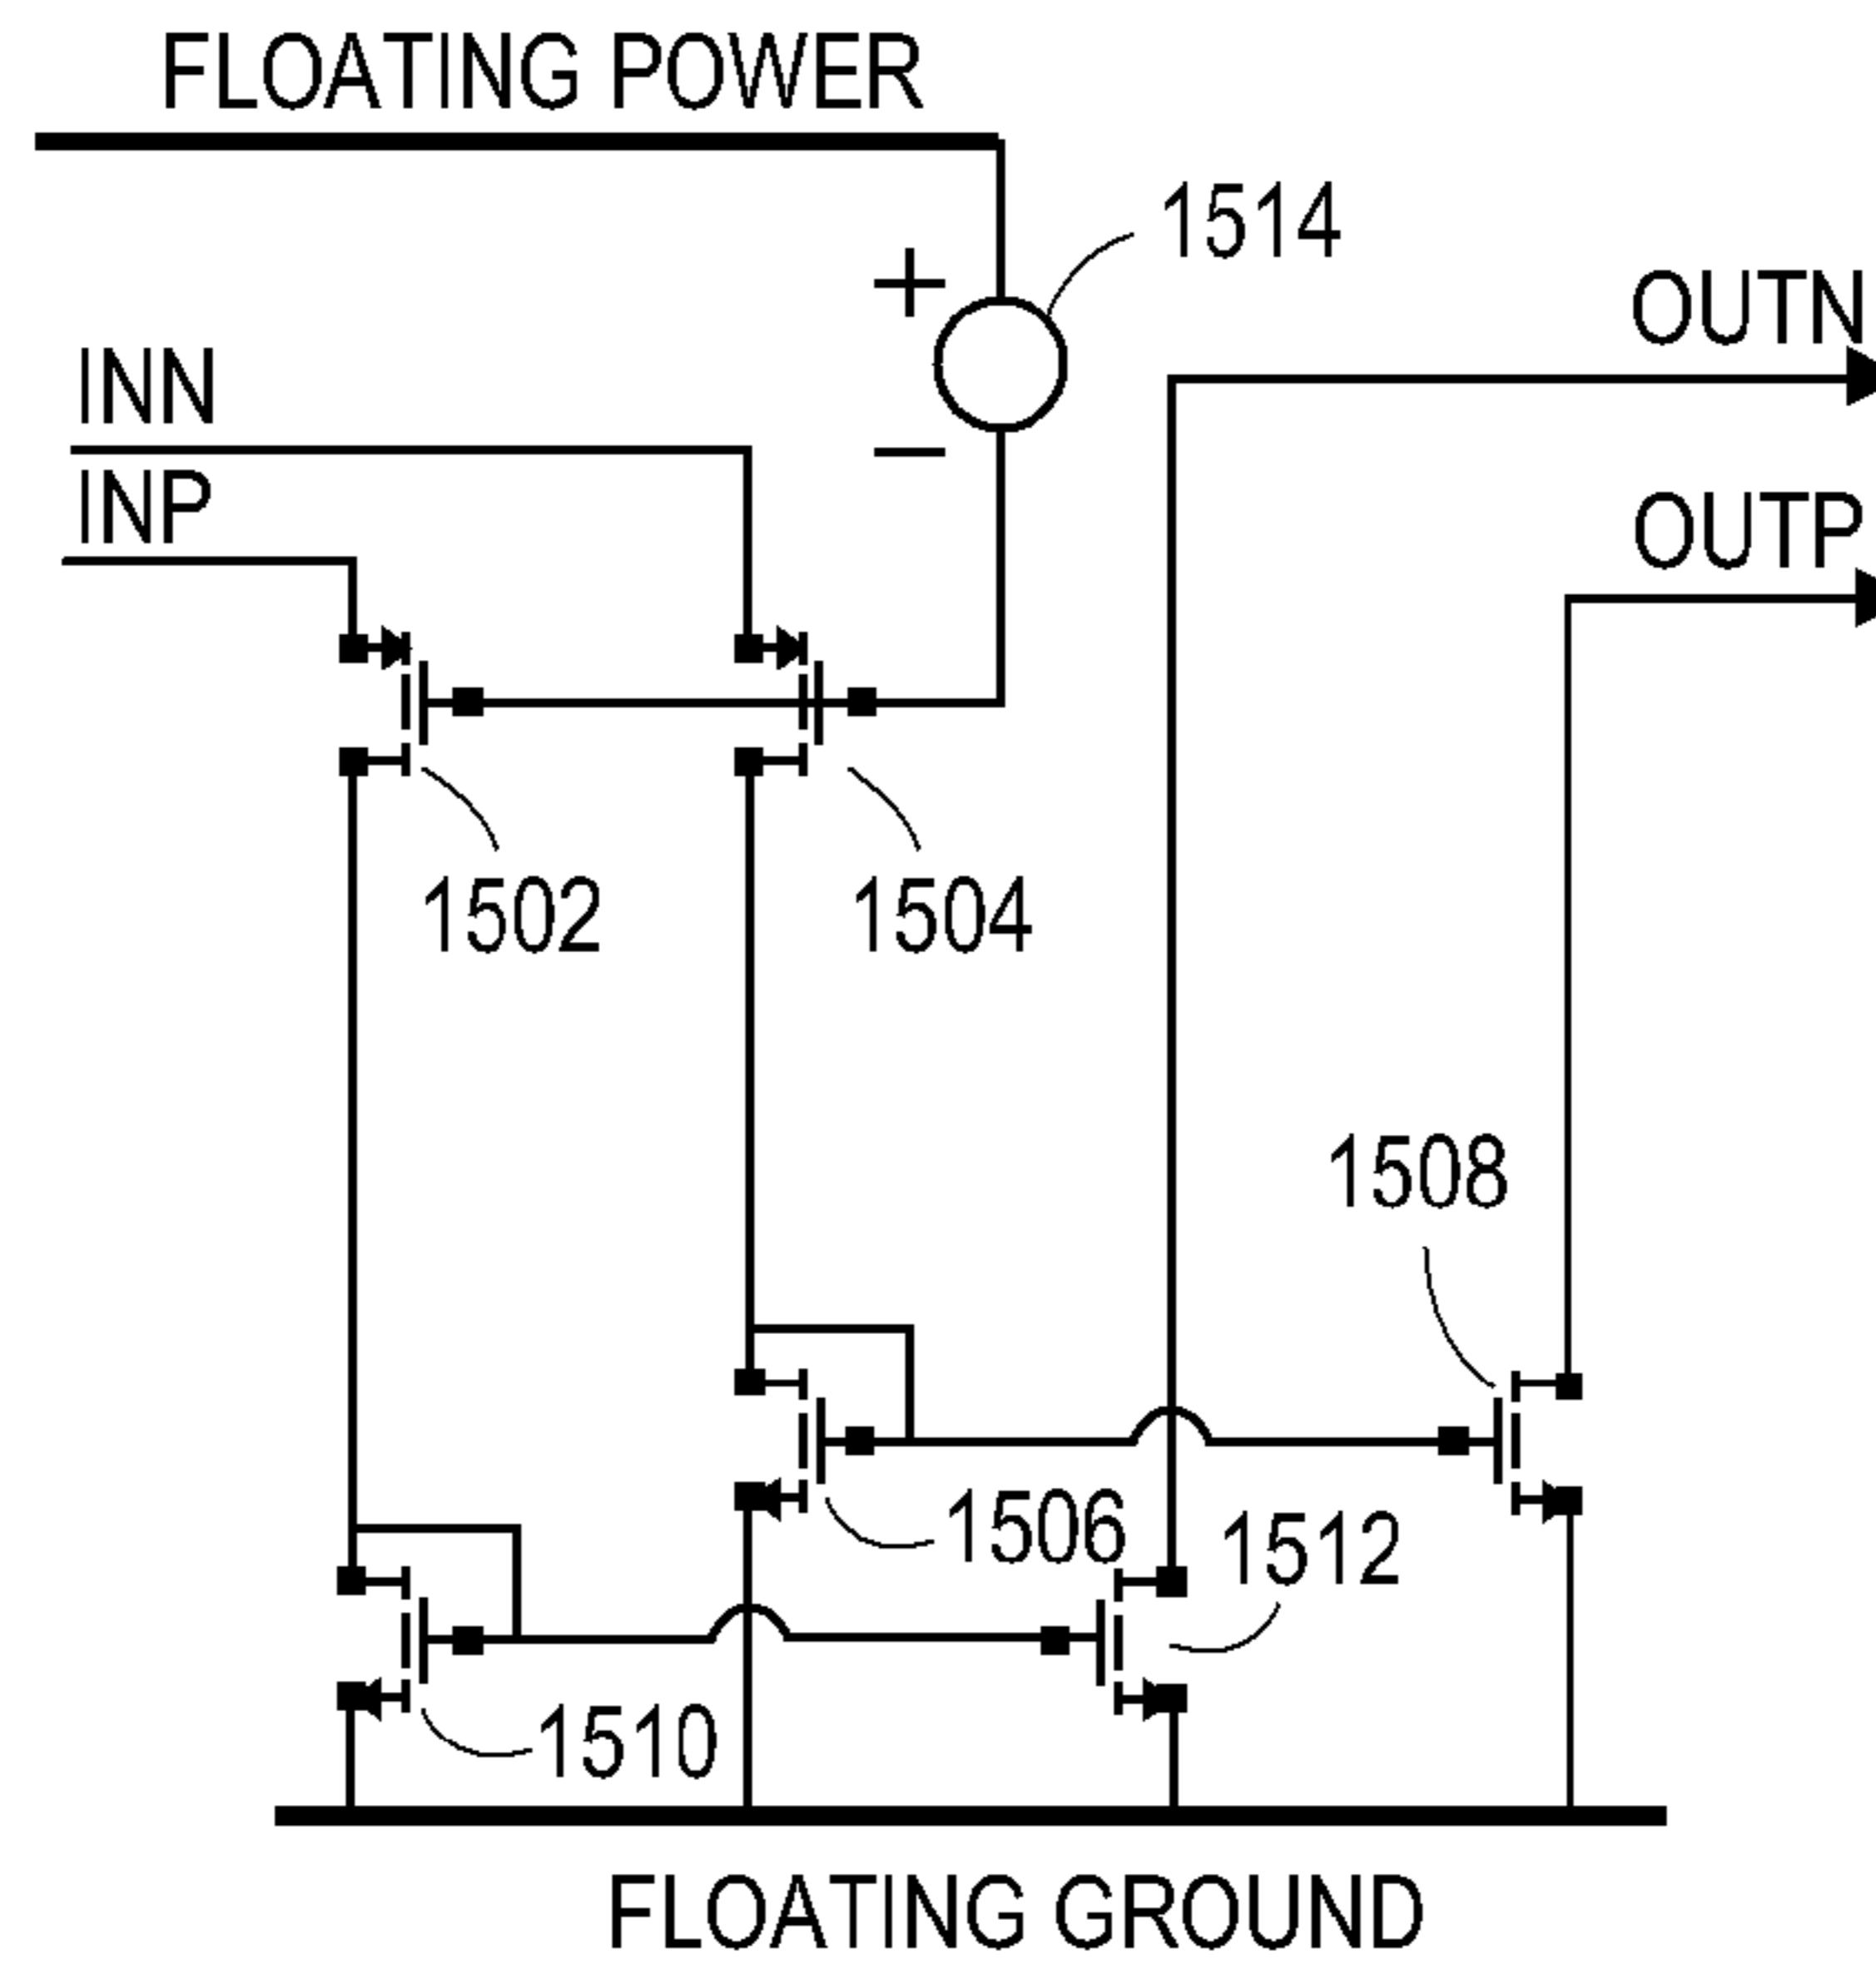 FLOATING POWER
1514
OUTN
INN
INP
OUTP
1502
1504
1508
1506
1512
1510
FLOATING GROUND